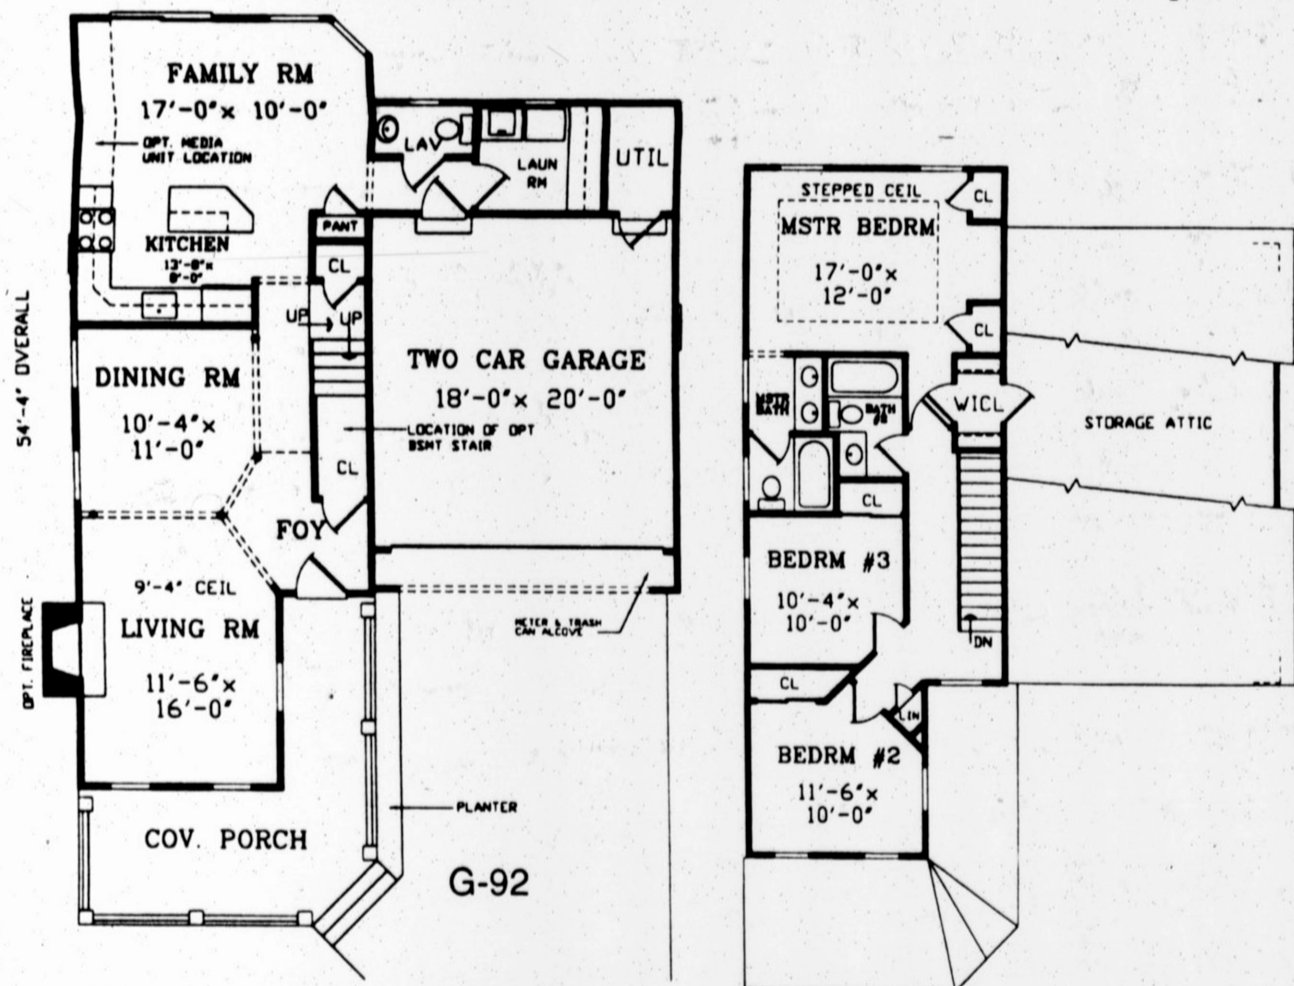 FAMILY RM
17'-0" x 10'-0"
OPT. MEDIA
UNIT LOCATION
LAV
LAUN
RM
UTIL
KITCHEN
13'-8" x
8'-0"
PANT
CL
UP
UP
DINING RM
10'-4" x
11'-0"
TWO CAR GARAGE
18'-0" x 20'-0"
LOCATION OF OPT
BSMT STAIR
CL
FOY
9'-4" CEIL
LIVING RM
11'-6" x
16'-0"
METER & TRASH
CAN ALCOVE
COV. PORCH
PLANTER
G-92
54'-4" OVERALL
OPT. FIREPLACE
STEPPED CEIL
MSTR BEDRM
17'-0" x
12'-0"
CL
CL
MSTR
BATH
BATH
WICL
STORAGE ATTIC
CL
BEDRM #3
10'-4" x
10'-0"
DN
CL
LIN
BEDRM #2
11'-6" x
10'-0"